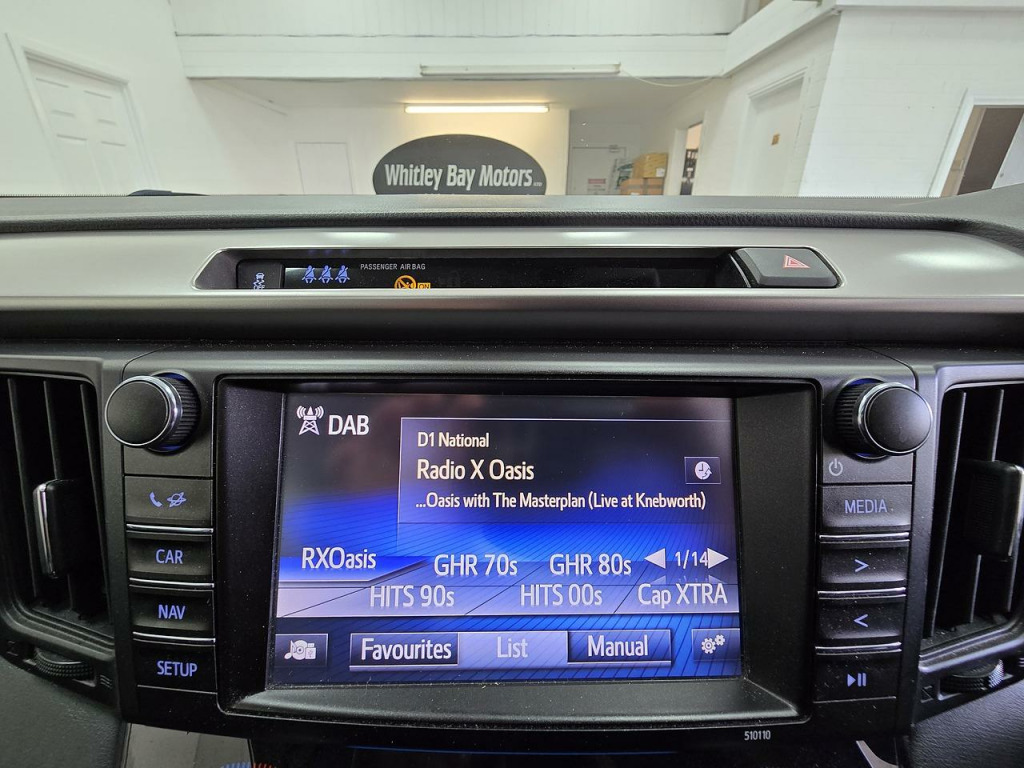 Whitley Bay Motors
PASSENGER AIR BAG
ON
DAB
D1 National
Radio X Oasis
...Oasis with The Masterplan (Live at Knebworth)
RXOasis GHR 70s GHR 80s 1/14
HITS 90s HITS 00s Cap XTRA
Favourites List Manual
CAR
NAV
SETUP
MEDIA
>
<
510110